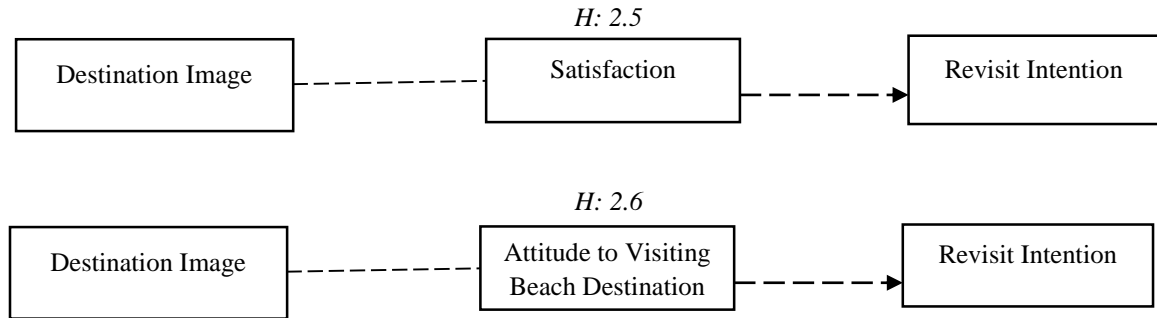 H: 2.5
Destination Image
Satisfaction
Revisit Intention
H: 2.6
Destination Image
Attitude to Visiting
Beach Destination
Revisit Intention